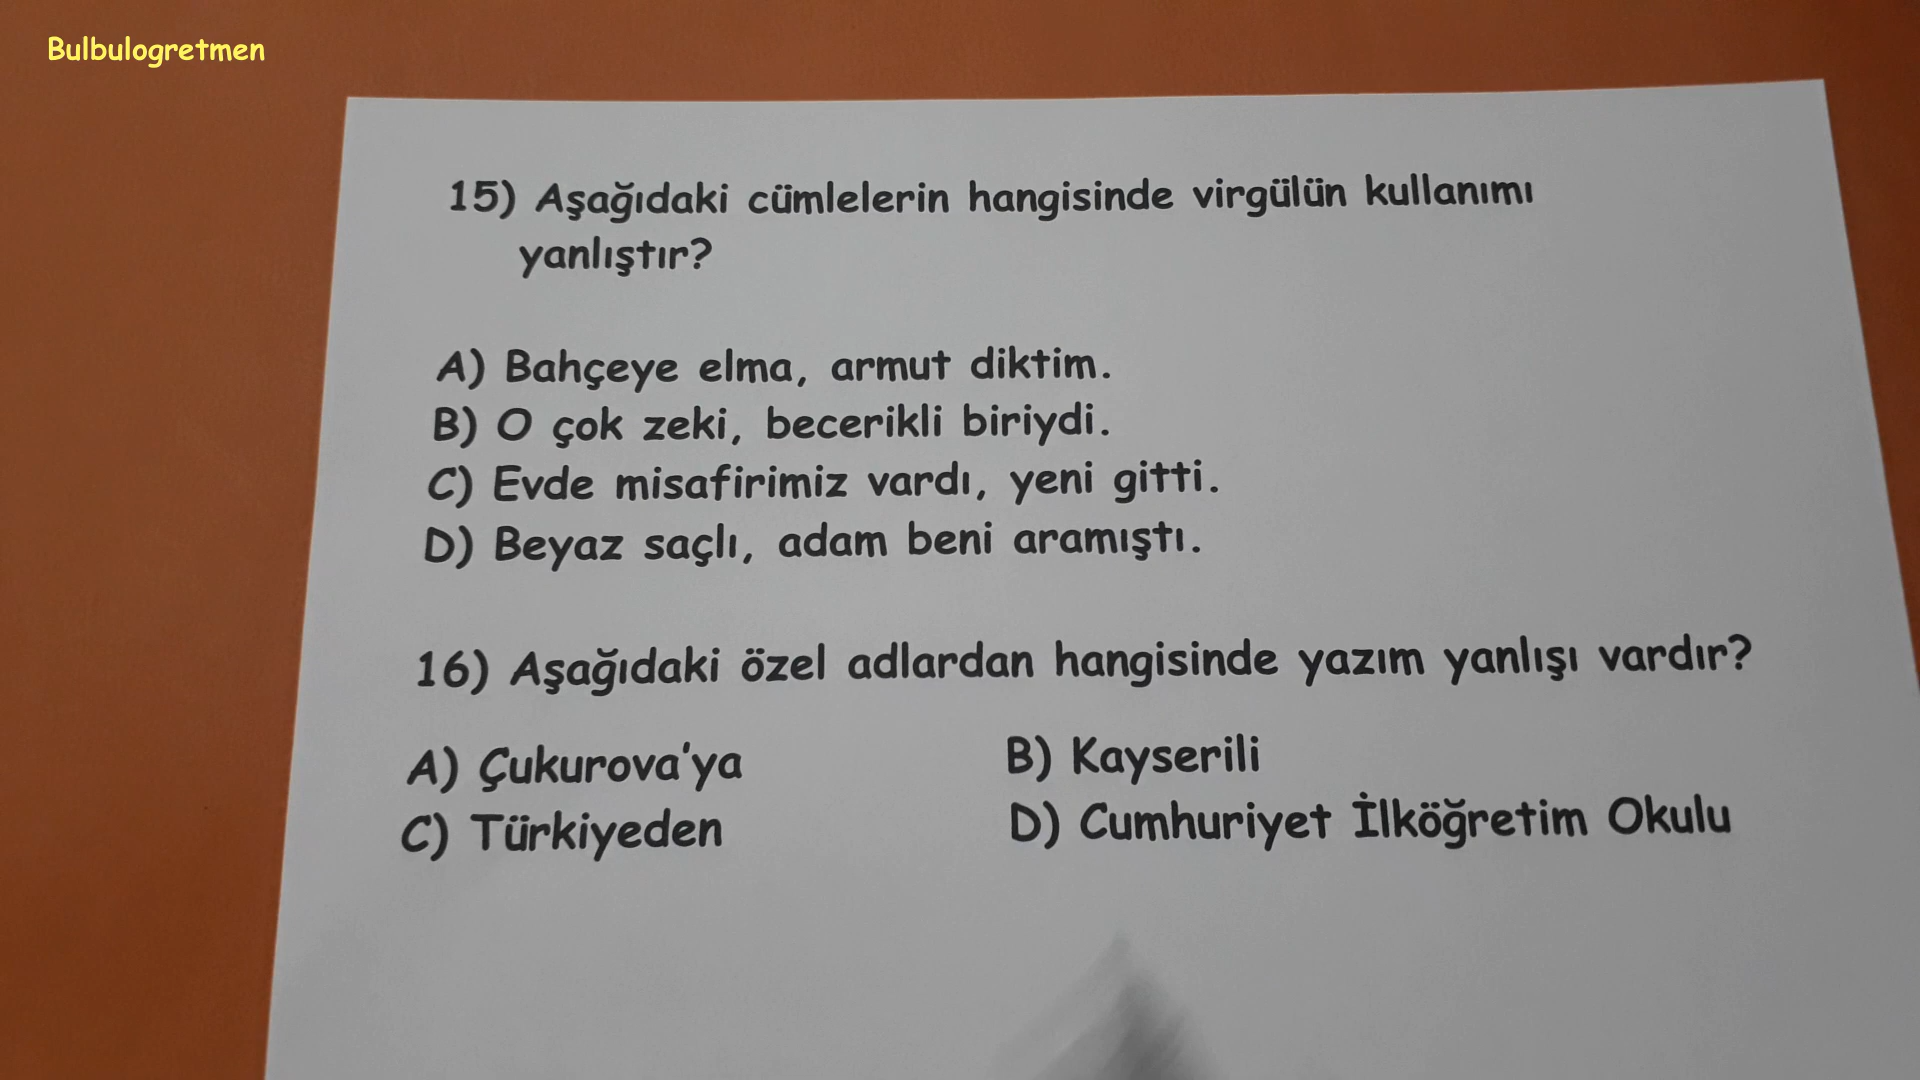 Bulbulogretmen
15) Aşağıdaki cümlelerin hangisinde virgülün kullanımı
yanlıştır?
A) Bahçeye elma, armut diktim.
B) O çok zeki, becerikli biriydi.
C) Evde misafirimiz vardı, yeni gitti.
D) Beyaz saçlı, adam beni aramıştı.
16) Aşağıdaki özel adlardan hangisinde yazım yanlışı vardır?
A) Çukurova'ya B) Kayserili
C) Türkiyeden D) Cumhuriyet İlköğretim Okulu